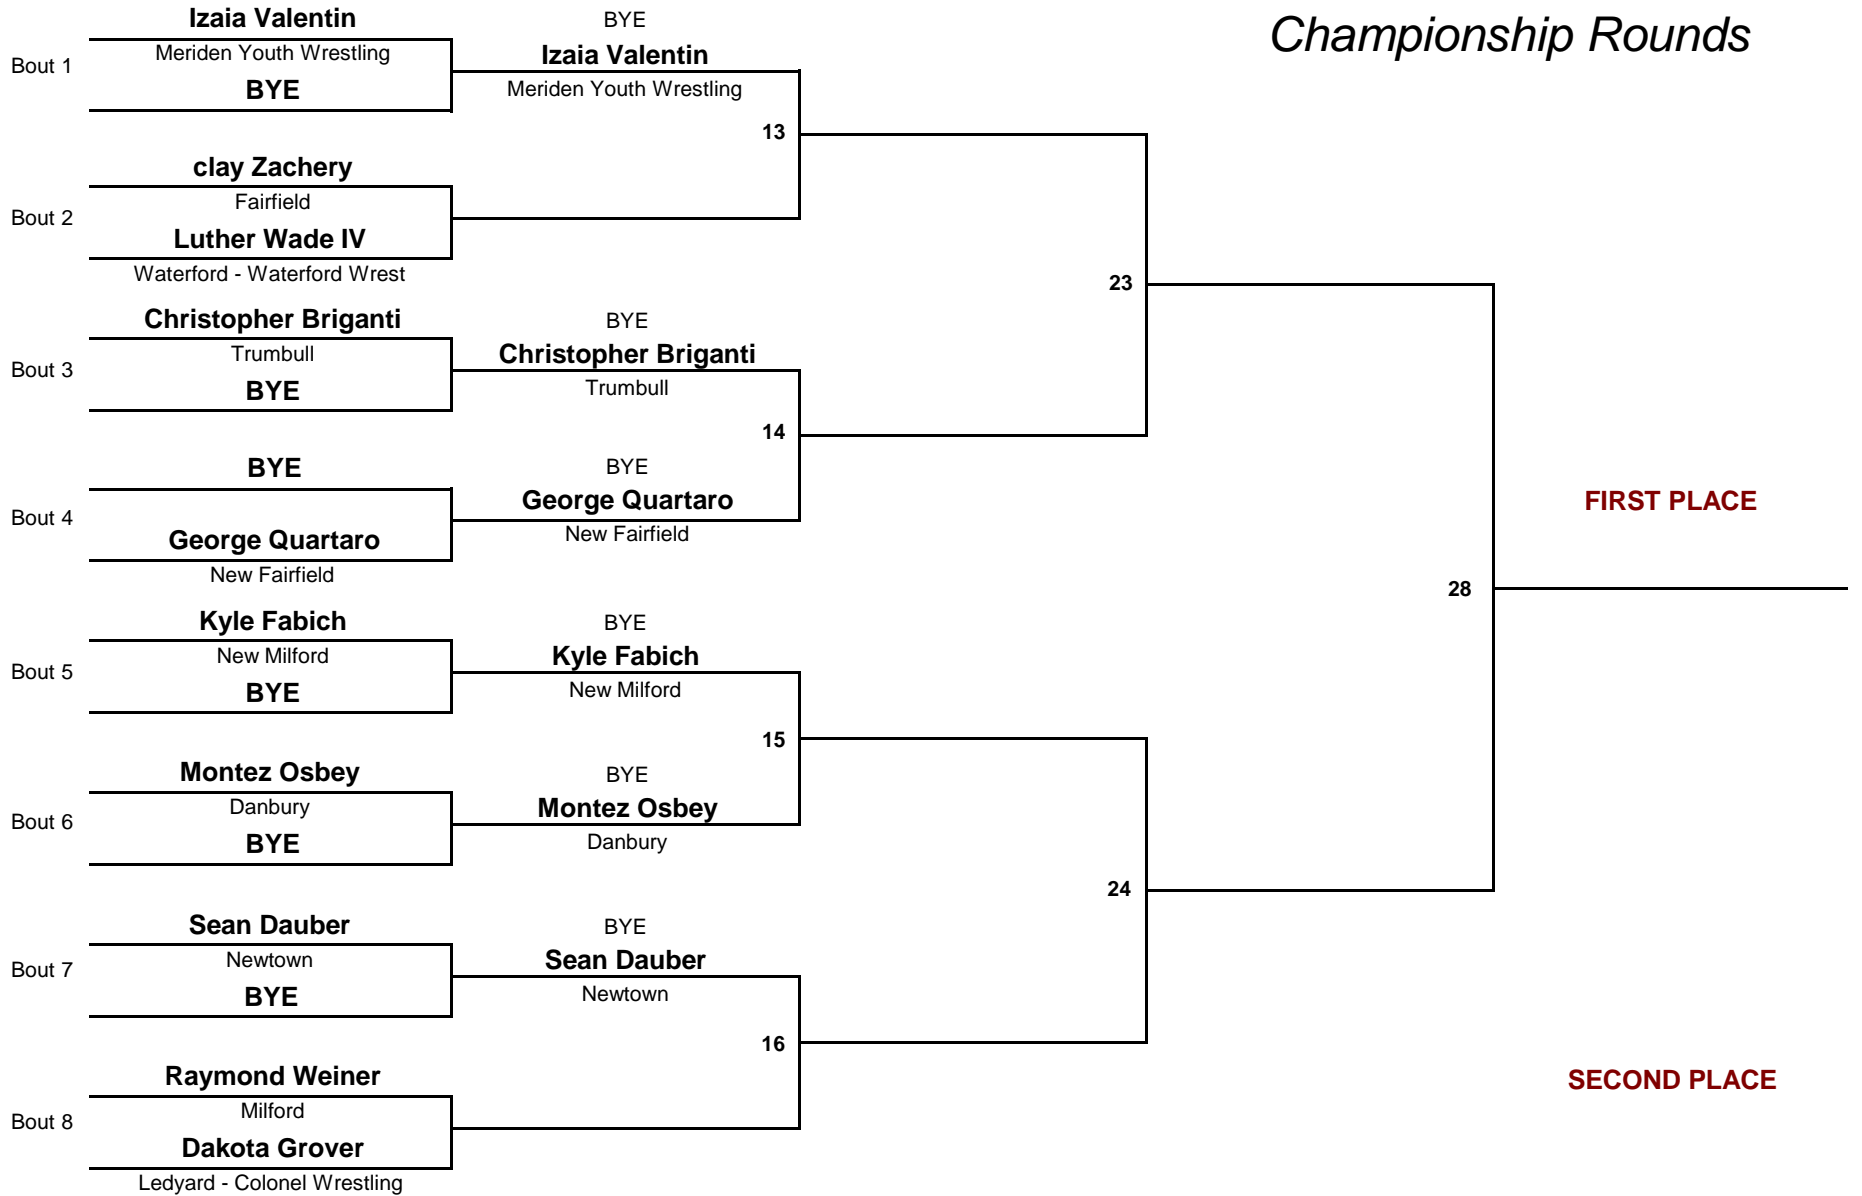 Championship Rounds
Izaia Valentin
Bout 1
Meriden Youth Wrestling
BYE
clay Zachery
Bout 2
Fairfield
Luther Wade IV
Waterford - Waterford Wrest
Christopher Briganti
Bout 3
Trumbull
BYE
BYE
Bout 4
George Quartaro
New Fairfield
Kyle Fabich
Bout 5
New Milford
BYE
Montez Osbey
Bout 6
Danbury
BYE
Sean Dauber
Bout 7
Newtown
BYE
Raymond Weiner
Bout 8
Milford
Dakota Grover
Ledyard - Colonel Wrestling
BYE
Izaia Valentin
Meriden Youth Wrestling
13
BYE
Christopher Briganti
Trumbull
14
BYE
George Quartaro
New Fairfield
BYE
Kyle Fabich
New Milford
15
BYE
Montez Osbey
Danbury
BYE
Sean Dauber
Newtown
16
23
24
28
FIRST PLACE
SECOND PLACE